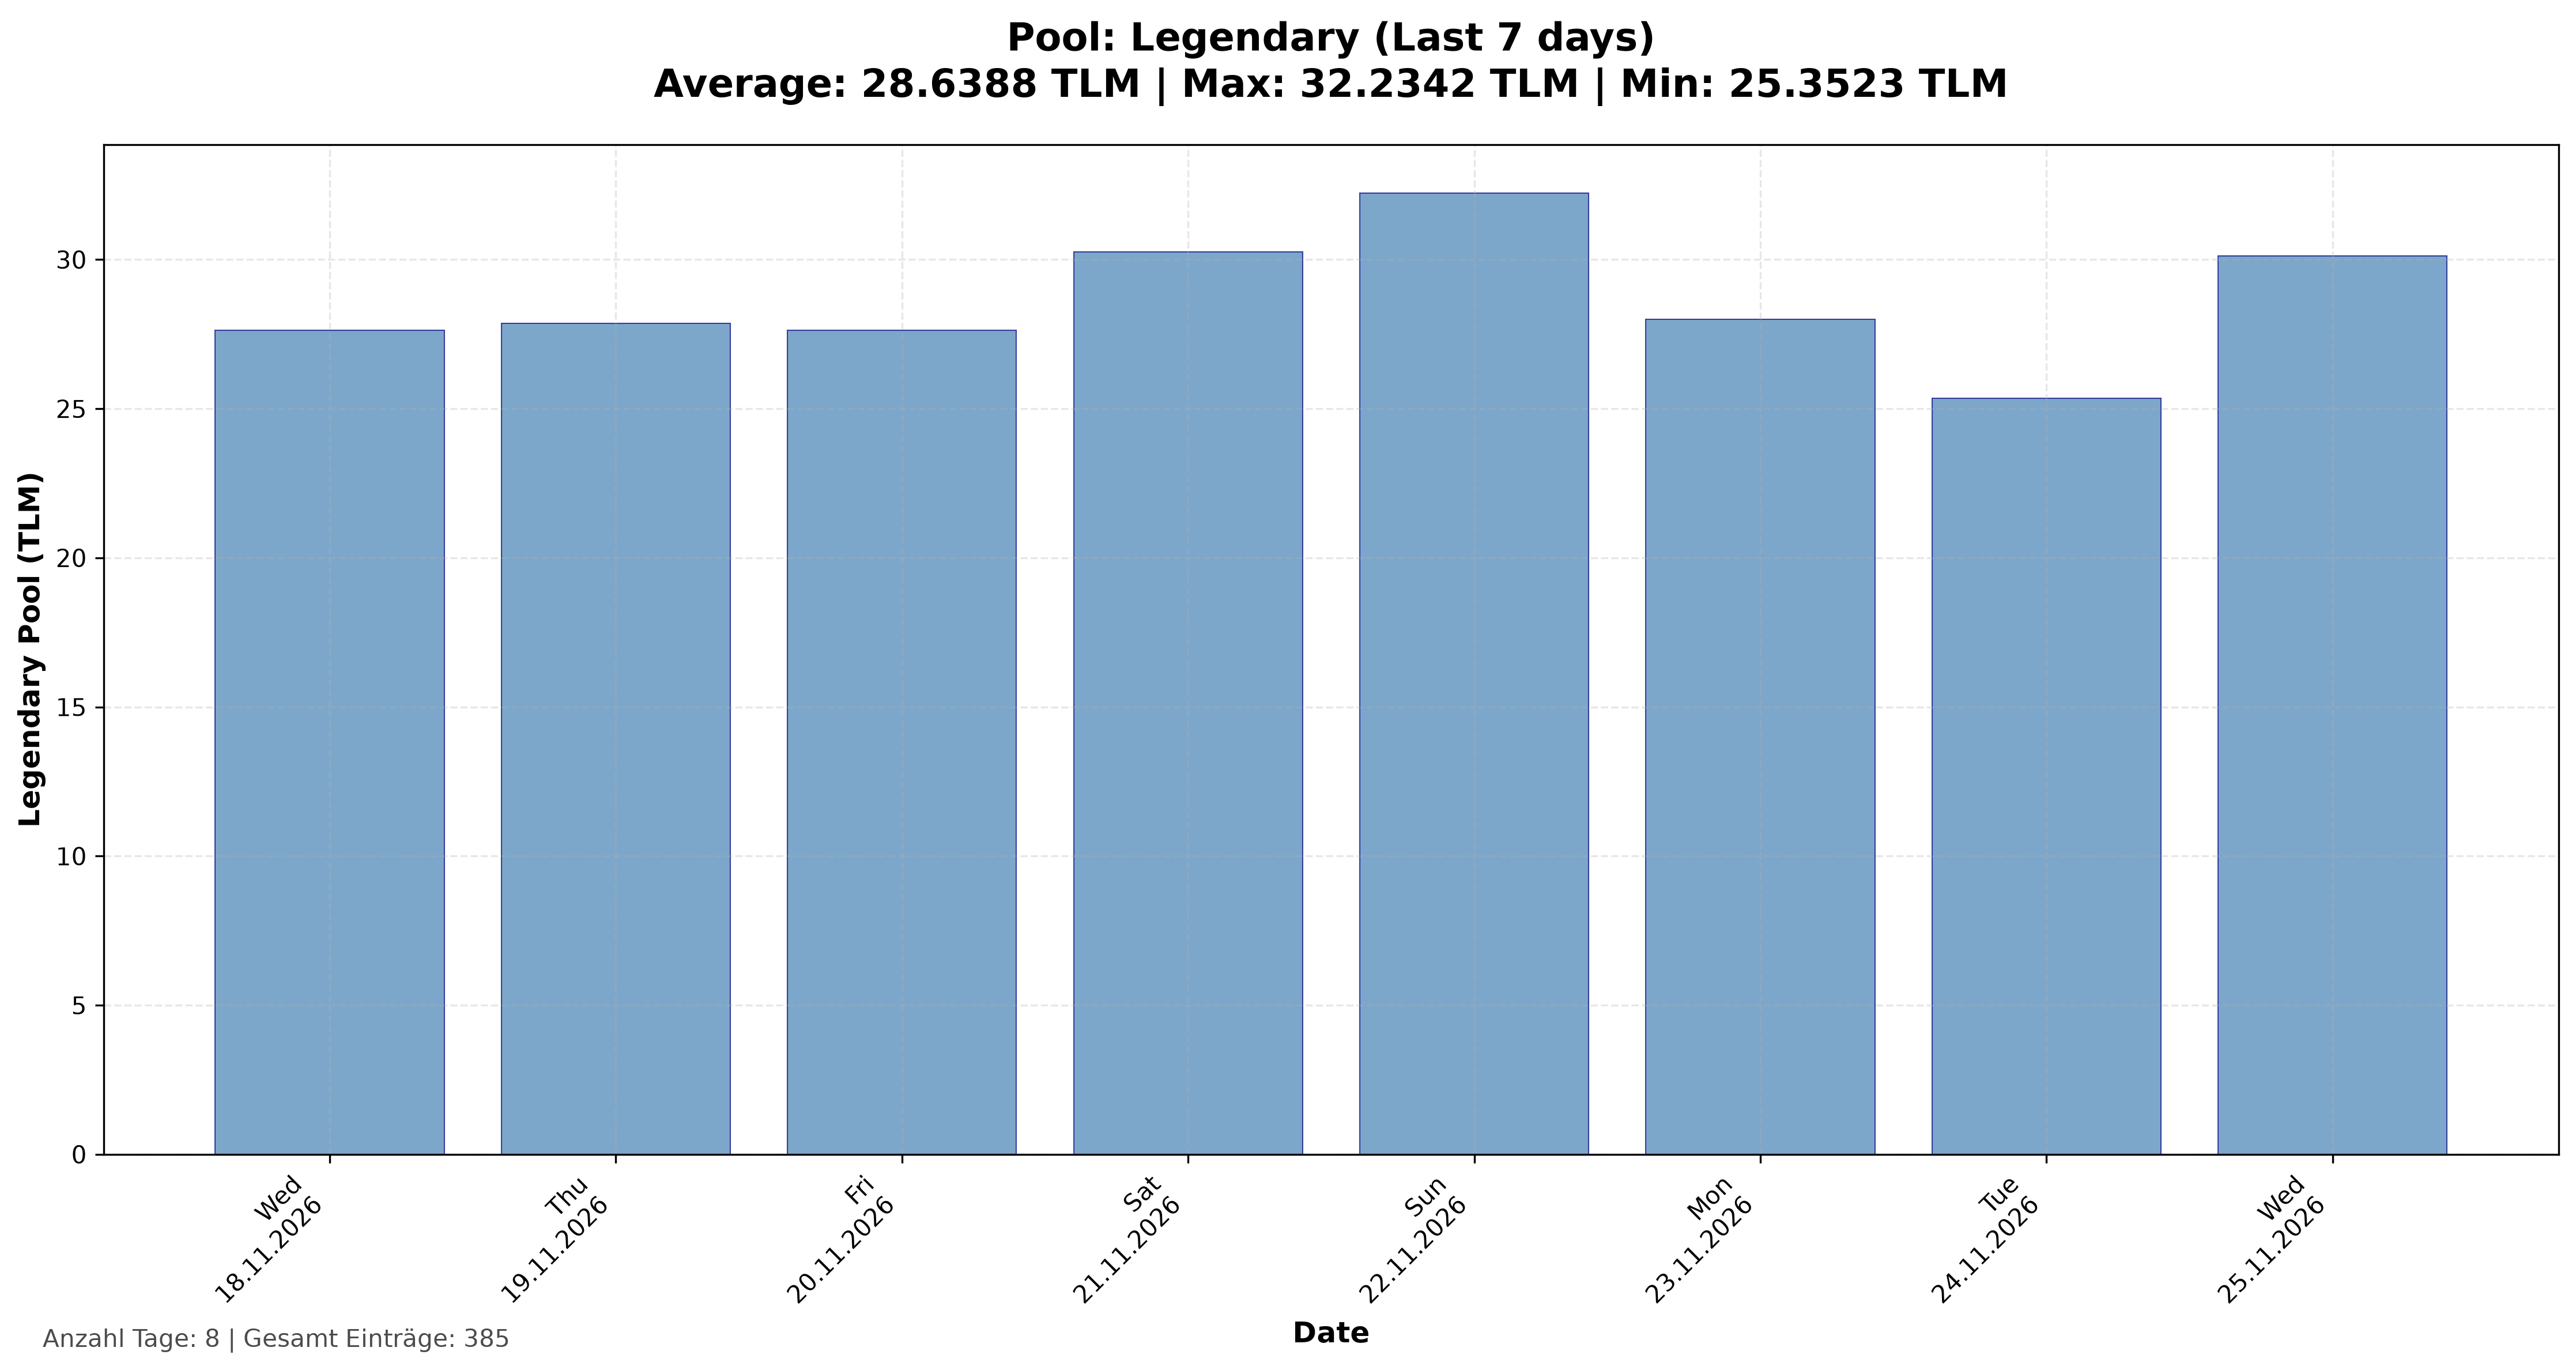 Pool: Legendary (Last 7 days)
Average: 28.6388 TLM | Max: 32.2342 TLM | Min: 25.3523 TLM
Legendary Pool (TLM)
30
25
20
15
10
5
0
Wed
18.11.2026
Thu
19.11.2026
Fri
20.11.2026
Sat
21.11.2026
Sun
22.11.2026
Mon
23.11.2026
Tue
24.11.2026
Wed
25.11.2026
Date
Anzahl Tage: 8 | Gesamt Einträge: 385